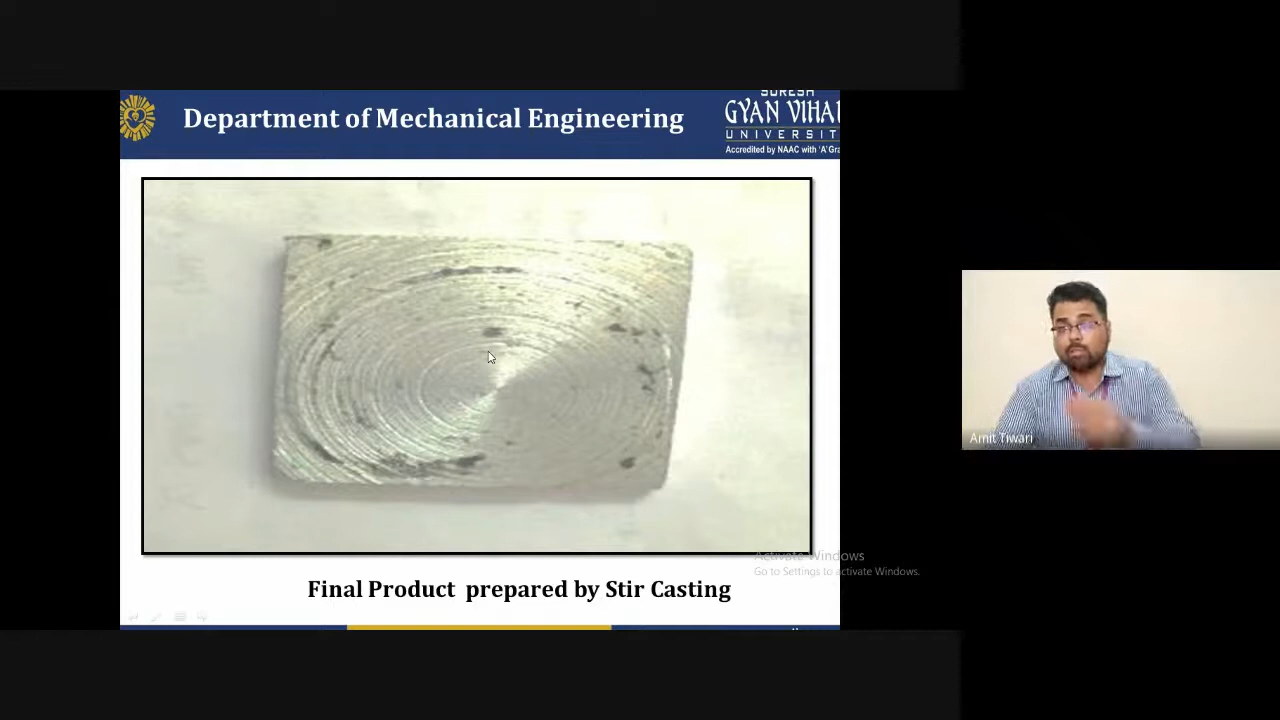 Department of Mechanical Engineering
SURESH
GYAN VIHA
UNIVERSIT
Accredited by NAAC with 'A' Gra
Final Product prepared by Stir Casting
Activate Windows
Go to Settings to activate Windows.
Amit Tiwari